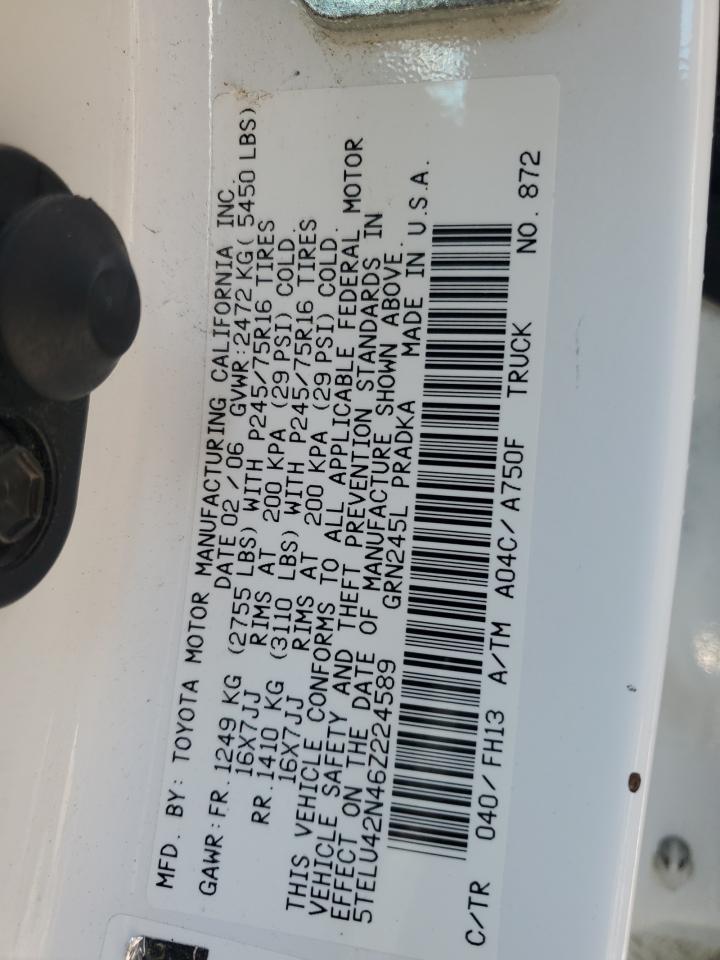 MFD. BY: TOYOTA MOTOR MANUFACTURING CALIFORNIA INC.
DATE 02/06 GVWR:2472 KG( 5450 LBS)
GAWR:FR.1249 KG (2755 LBS) WITH P245/75R16 TIRES
16X7JJ RIMS AT 200 KPA (29 PSI) COLD.
RR.1410 KG (3110 LBS) WITH P245/75R16 TIRES
16X7JJ RIMS AT 200 KPA (29 PSI) COLD.
THIS VEHICLE CONFORMS TO ALL APPLICABLE FEDERAL MOTOR
VEHICLE SAFETY AND THEFT PREVENTION STANDARDS IN
EFFECT ON THE DATE OF MANUFACTURE SHOWN ABOVE.
5TELU42N46Z224589 GRN245L PRADKA MADE IN U.S.A.
C/TR 040/FH13 A/TM A04C/A750F TRUCK NO. 872